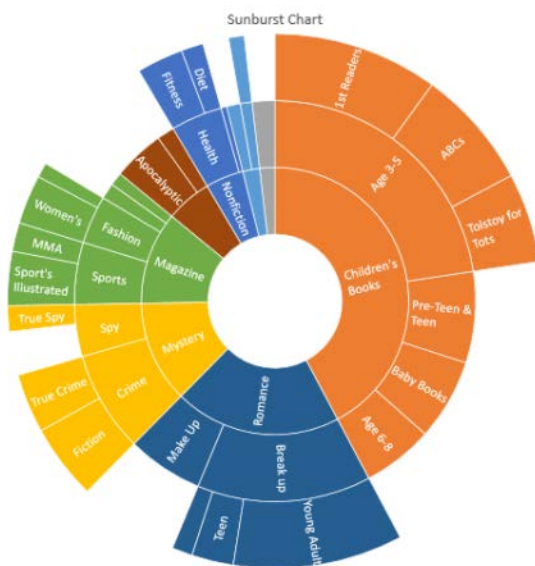 Sunburst Chart
1st Readers
ABCs
Tolstoy for
Tots
Age 3-5
Pre-Teen &
Teen
Baby Books
Age 6-8
Children's
Books
Romance
Break up
Young Adult
Teen
Make Up
Mystery
Crime
Fiction
True Crime
Spy
True Spy
Magazine
Sports
Sport's
Illustrated
MMA
Fashion
Women's
Apocalyptic
Nonfiction
Health
Fitness
Diet